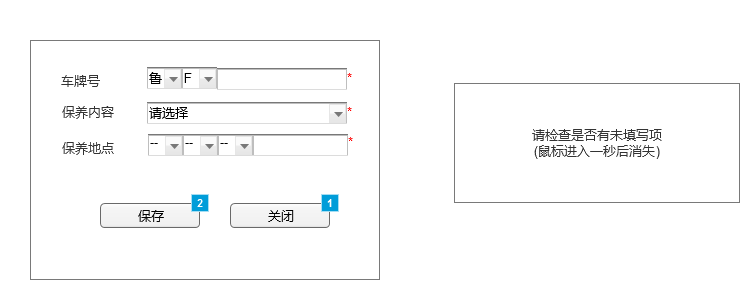 车牌号 鲁 F *
保养内容 请选择 *
保养地点 -- -- -- *
保存 2 关闭 1
请检查是否有未填写项
(鼠标进入一秒后消失)